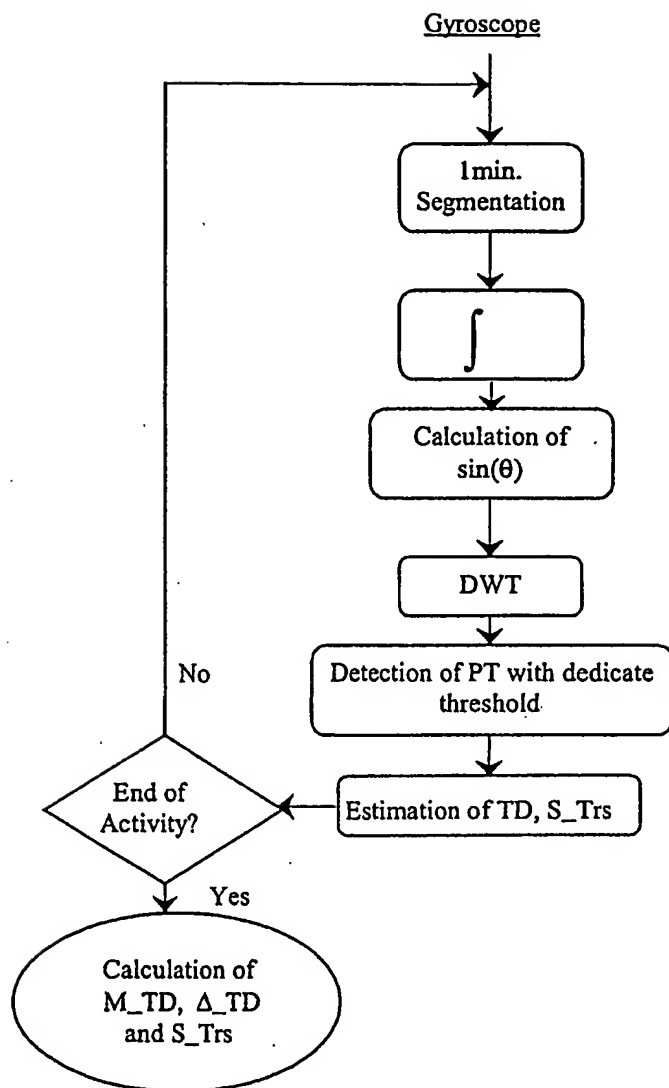 Gyroscope
1min.
Segmentation
∫
Calculation of
sin(θ)
DWT
Detection of PT with dedicate
threshold
Estimation of TD, S_Trs
No
End of
Activity?
Yes
Calculation of
M_TD, Δ_TD
and S_Trs